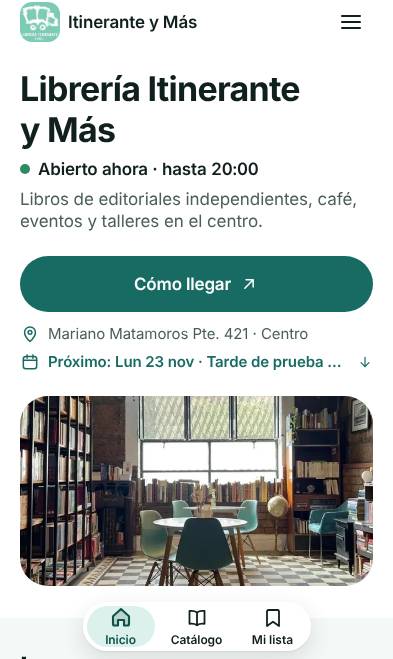 Itinerante y Más
Librería Itinerante
y Más
Abierto ahora · hasta 20:00
Libros de editoriales independientes, café,
eventos y talleres en el centro.
Cómo llegar
Mariano Matamoros Pte. 421 · Centro
Próximo: Lun 23 nov · Tarde de prueba ...
Inicio
Catálogo
Mi lista